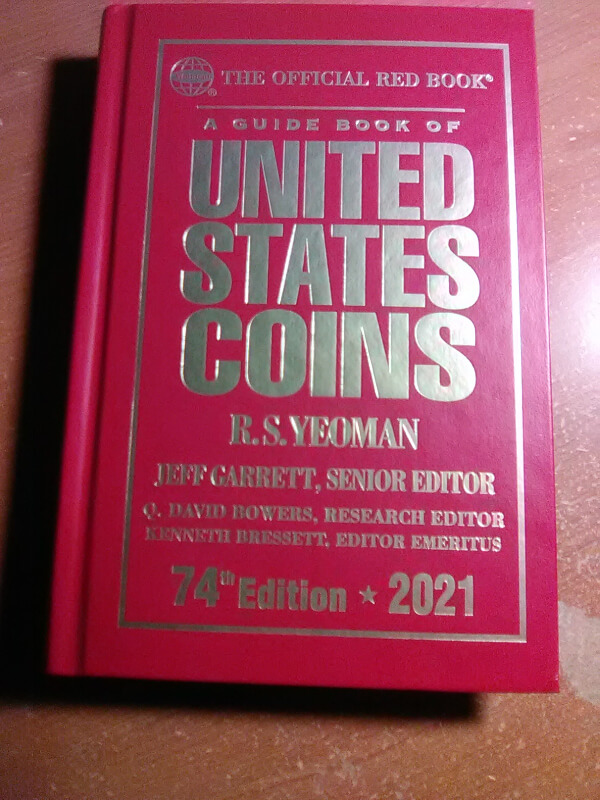 THE OFFICIAL RED BOOK®
A GUIDE BOOK OF
UNITED
STATES
COINS
R.S. YEOMAN
JEFF GARRETT, SENIOR EDITOR
Q. DAVID BOWERS, RESEARCH EDITOR
KENNETH BRESSETT, EDITOR EMERITUS
74th Edition ★ 2021